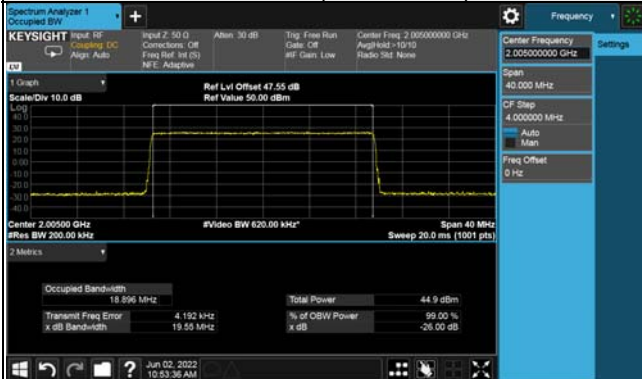 Spectrum Analyzer 1
Occupied BW
+
Frequency
KEYSIGHT
Input: RF
Coupling: DC
Align: Auto
Input Z: 50 Ω
Corrections: Off
Freq Ref: Int (S)
NFE: Adaptive
Atten: 30 dB
Trig: Free Run
Gate: Off
#IF Gain: Low
Center Freq: 2.005000000 GHz
Avg|Hold:>10/10
Radio Std: None
LXI
Center Frequency
2.005000000 GHz
Settings
Span
40.000 MHz
CF Step
4.000000 MHz
Auto
Man
Freq Offset
0 Hz
1 Graph
Scale/Div 10.0 dB
Ref Lvl Offset 47.55 dB
Ref Value 50.00 dBm
Log
40.0
30.0
20.0
10.0
0.00
-10.0
-20.0
-30.0
-40.0
Center 2.00500 GHz
#Res BW 200.00 kHz
#Video BW 620.00 kHz*
Span 40 MHz
Sweep 20.0 ms (1001 pts)
2 Metrics
Occupied Bandwidth
18.896 MHz
Total Power
44.9 dBm
Transmit Freq Error
4.192 kHz
% of OBW Power
99.00 %
x dB Bandwidth
19.55 MHz
x dB
-26.00 dB
?
Jun 02, 2022
10:53:36 AM